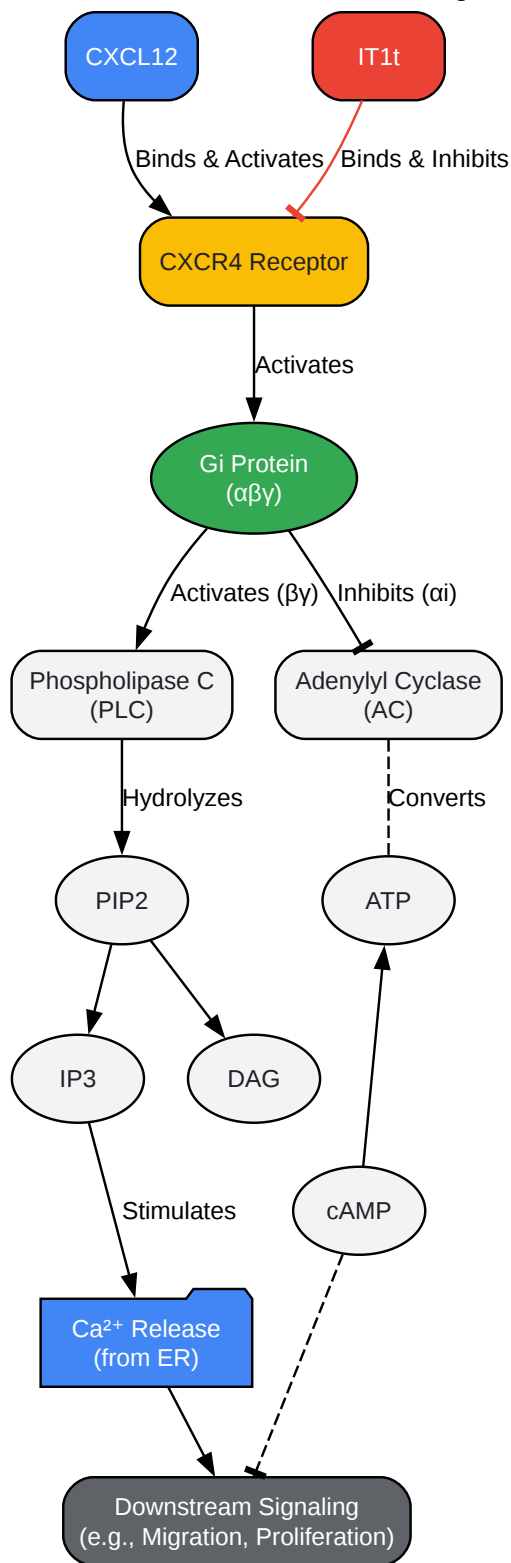 CXCL12
IT1t
Binds & Activates
Binds & Inhibits
CXCR4 Receptor
Activates
Gi Protein
(αβγ)
Activates (βγ)
Inhibits (αi)
Phospholipase C
(PLC)
Adenylyl Cyclase
(AC)
Hydrolyzes
Converts
PIP2
ATP
IP3
DAG
Stimulates
cAMP
Ca²⁺ Release
(from ER)
Downstream Signaling
(e.g., Migration, Proliferation)